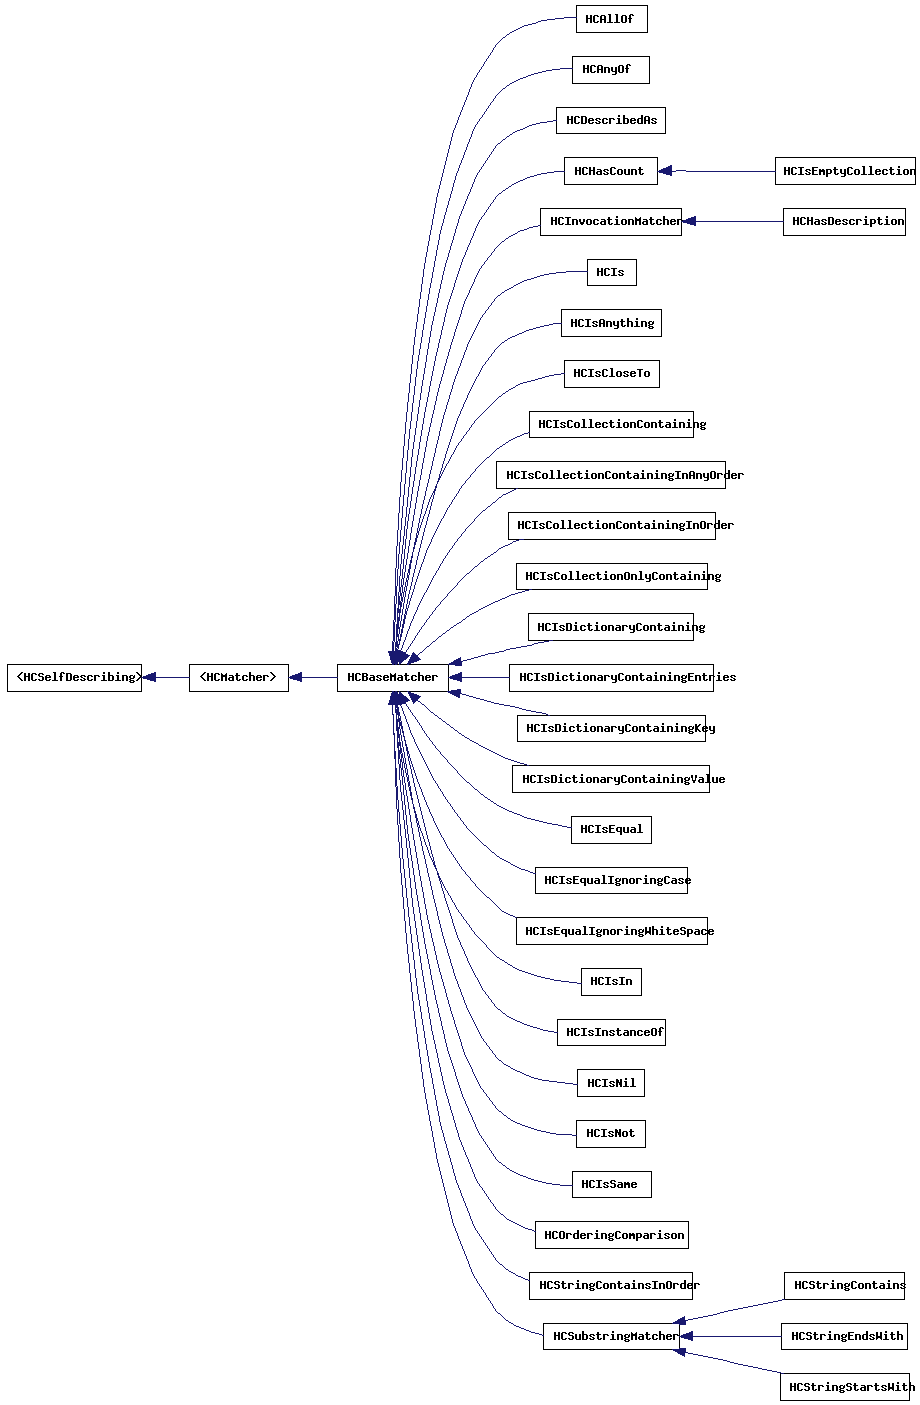 HCAllOf
HCAnyOf
HCDescribedAs
HCHasCount
HCIsEmptyCollection
HCInvocationMatcher
HCHasDescription
HCIs
HCIsAnything
HCIsCloseTo
HCIsCollectionContaining
HCIsCollectionContainingInAnyOrder
HCIsCollectionContainingInOrder
HCIsCollectionOnlyContaining
HCIsDictionaryContaining
<HCSelfDescribing>
<HCMatcher>
HCBaseMatcher
HCIsDictionaryContainingEntries
HCIsDictionaryContainingKey
HCIsDictionaryContainingValue
HCIsEqual
HCIsEqualIgnoringCase
HCIsEqualIgnoringWhiteSpace
HCIsIn
HCIsInstanceOf
HCIsNil
HCIsNot
HCIsSame
HCOrderingComparison
HCStringContainsInOrder
HCStringContains
HCSubstringMatcher
HCStringEndsWith
HCStringStartsWith